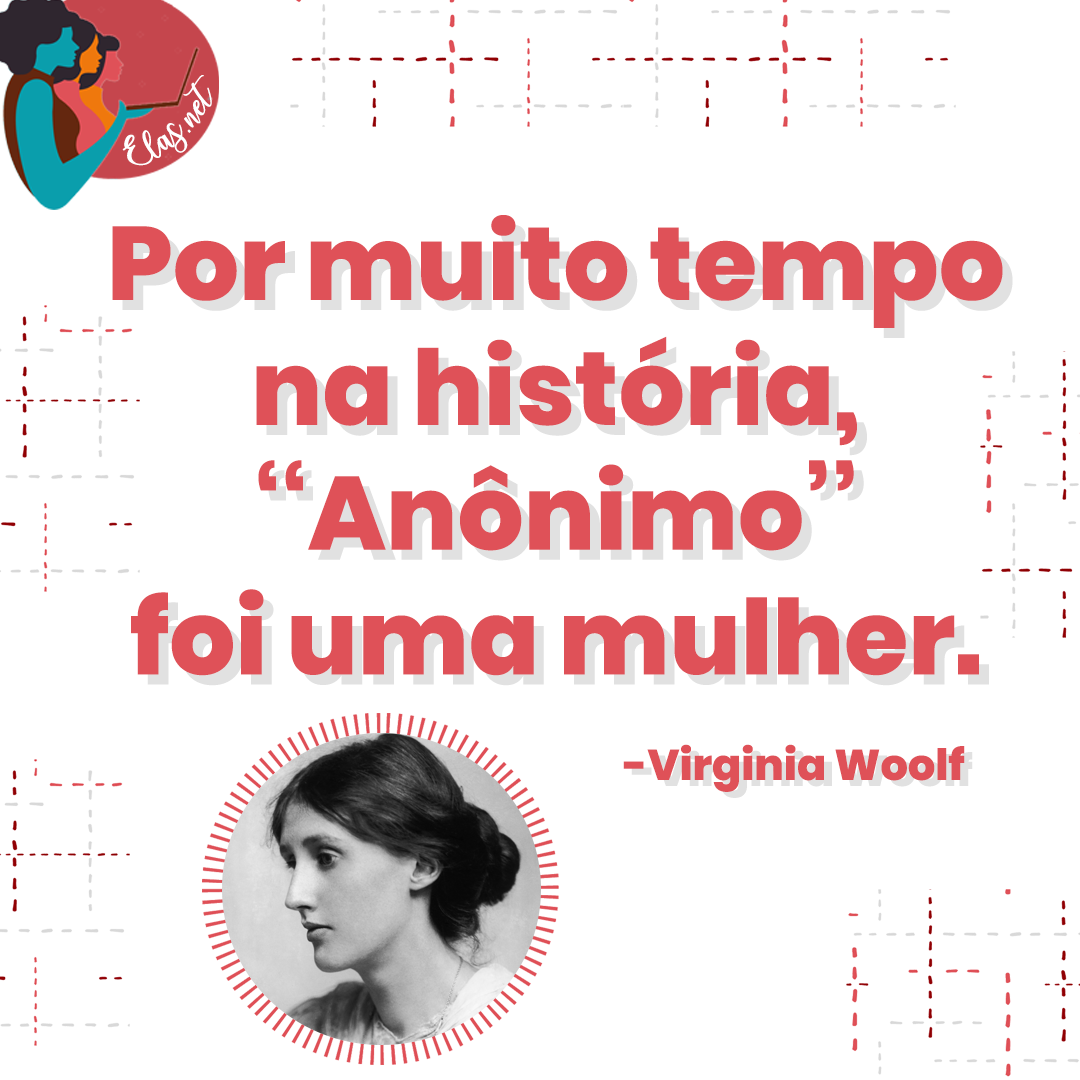 Elas.net
Por muito tempo
na história,
“Anônimo”
foi uma mulher.
-Virginia Woolf